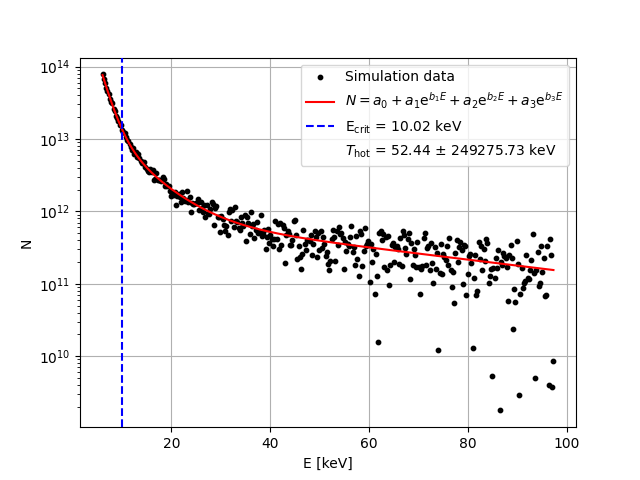 10¹⁴
10¹³
10¹²
10¹¹
10¹⁰
N
Simulation data
N = a₀ + a₁e^{b₁E} + a₂e^{b₂E} + a₃e^{b₃E}
E_crit = 10.02 keV
T_hot = 52.44 ± 249275.73 keV
20 40 60 80 100
E [keV]